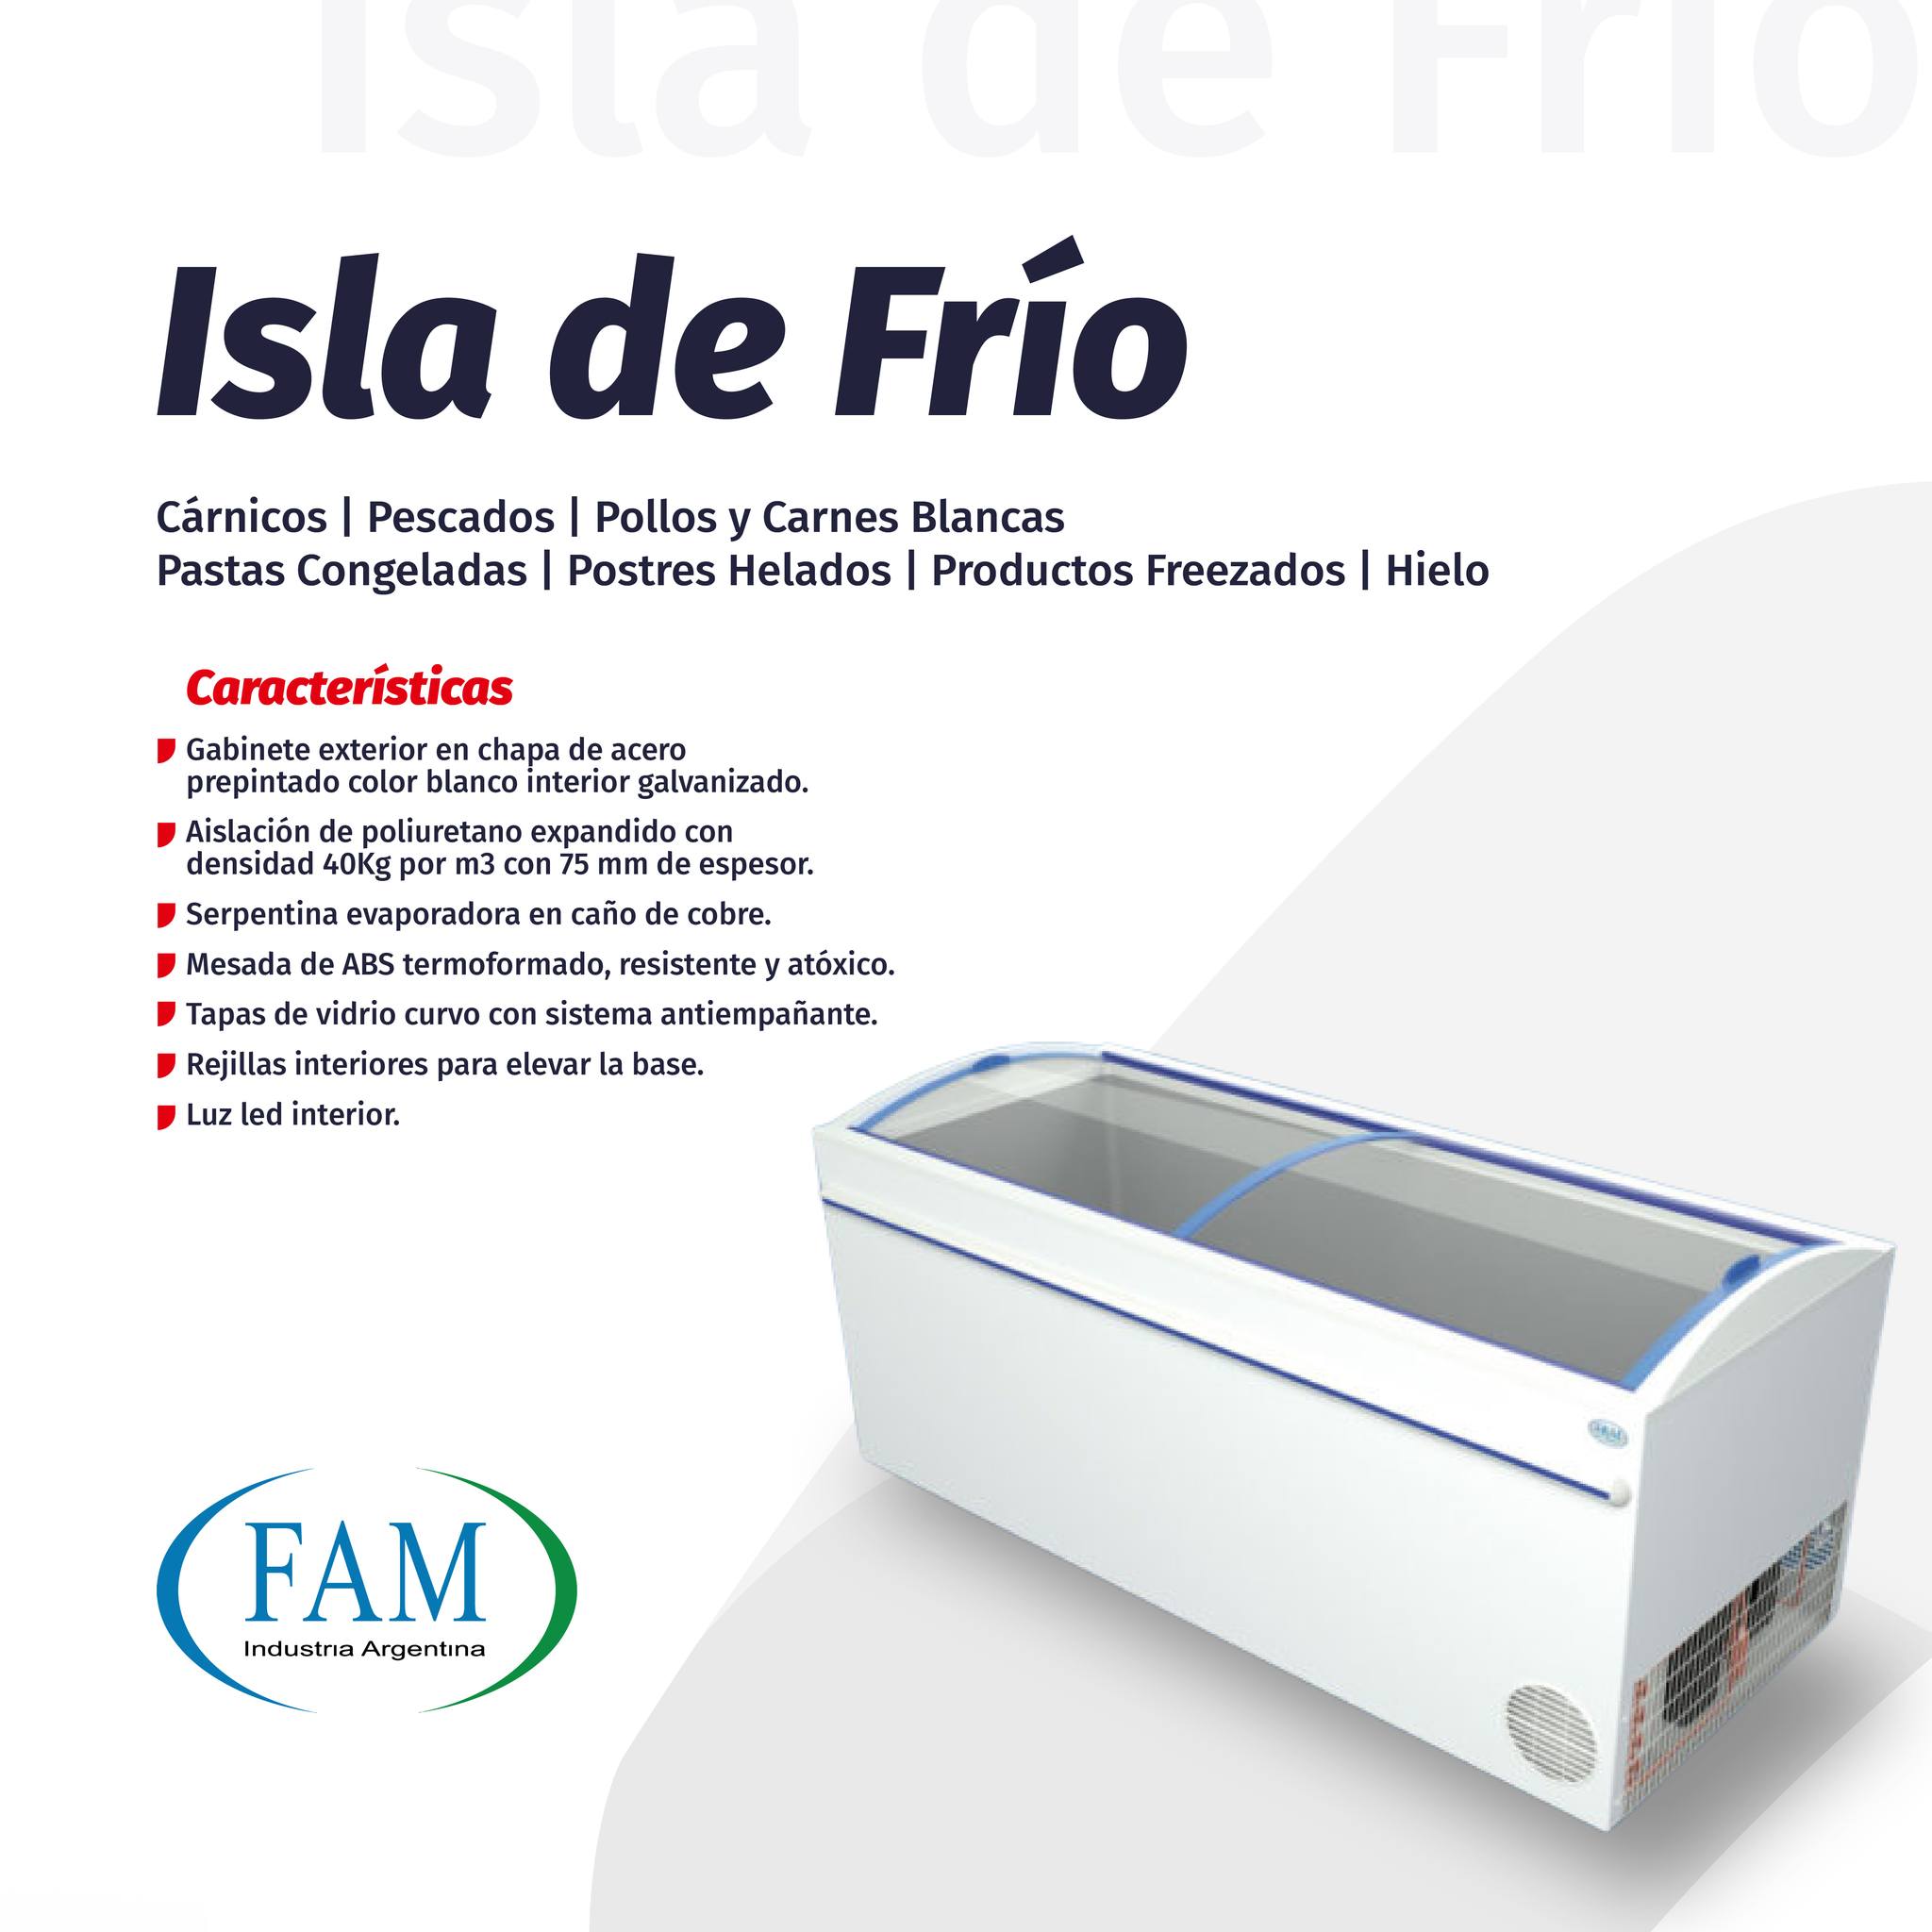 Isla de Frío
Isla de Frío
Cárnicos | Pescados | Pollos y Carnes Blancas
Pastas Congeladas | Postres Helados | Productos Freezados | Hielo
Características
Gabinete exterior en chapa de acero
prepintado color blanco interior galvanizado.
Aislación de poliuretano expandido con
densidad 40Kg por m3 con 75 mm de espesor.
Serpentina evaporadora en caño de cobre.
Mesada de ABS termoformado, resistente y atóxico.
Tapas de vidrio curvo con sistema antiempañante.
Rejillas interiores para elevar la base.
Luz led interior.
FAM
Industria Argentina